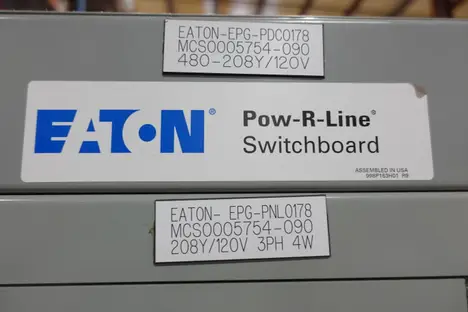 EATON-EPG-PDC0178
MCS0005754-090
480-208Y/120V
EATON® Pow-R-Line®
Switchboard
ASSEMBLED IN USA
EATON- EPG-PNL0178
MCS0005754-090
208Y/120V 3PH 4W